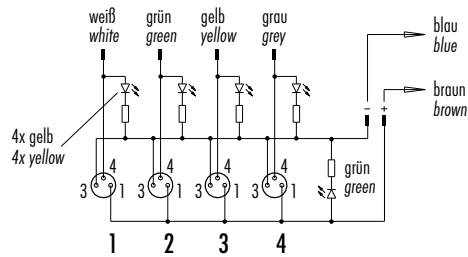 weiß
white
grün
green
gelb
yellow
grau
grey
blau
blue
braun
brown
– +
4x gelb
4x yellow
grün
green
4 4 4 4
3 1 3 1 3 1 3 1
1 2 3 4